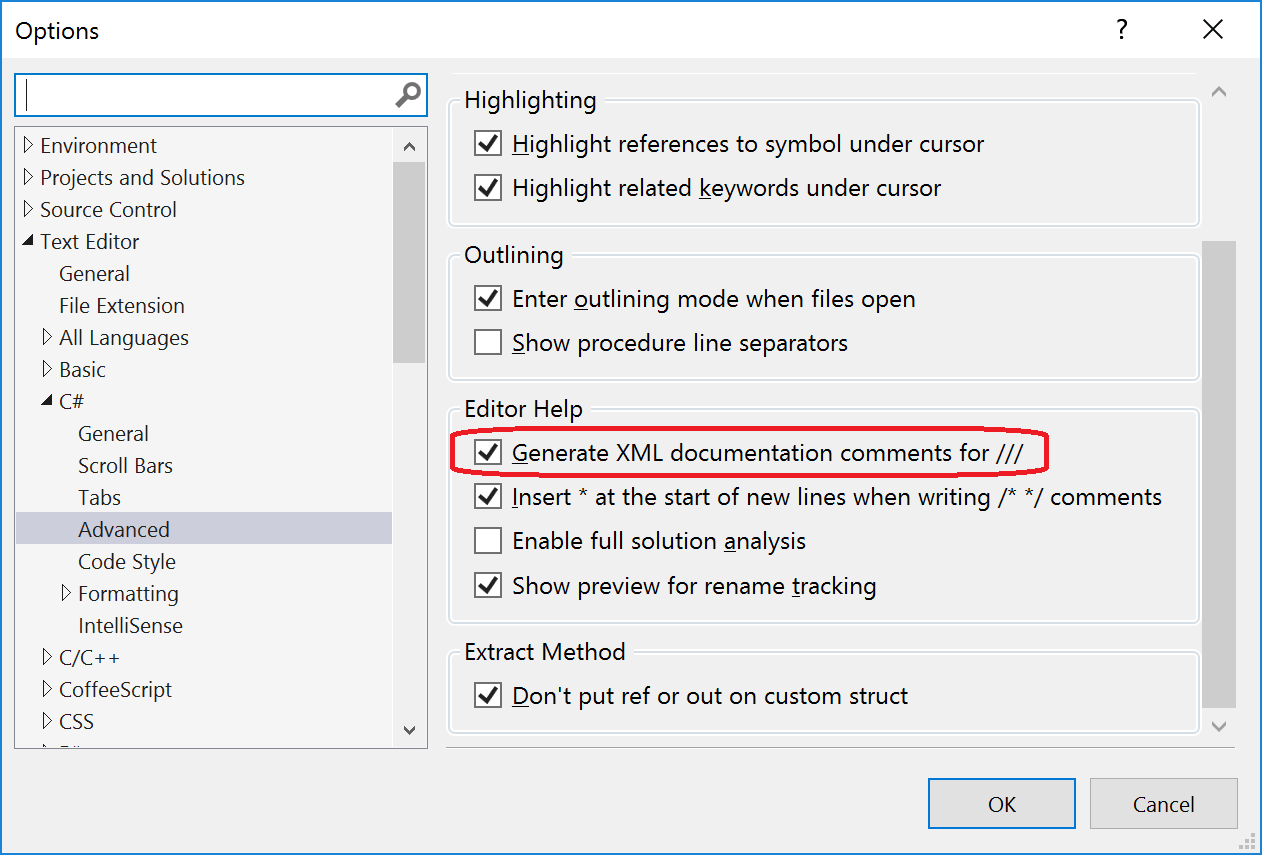 Options
?
Environment
Projects and Solutions
Source Control
Text Editor
General
File Extension
All Languages
Basic
C#
General
Scroll Bars
Tabs
Advanced
Code Style
Formatting
IntelliSense
C/C++
CoffeeScript
CSS
Highlighting
Highlight references to symbol under cursor
Highlight related keywords under cursor
Outlining
Enter outlining mode when files open
Show procedure line separators
Editor Help
Generate XML documentation comments for ///
Insert * at the start of new lines when writing /* */ comments
Enable full solution analysis
Show preview for rename tracking
Extract Method
Don't put ref or out on custom struct
OK
Cancel